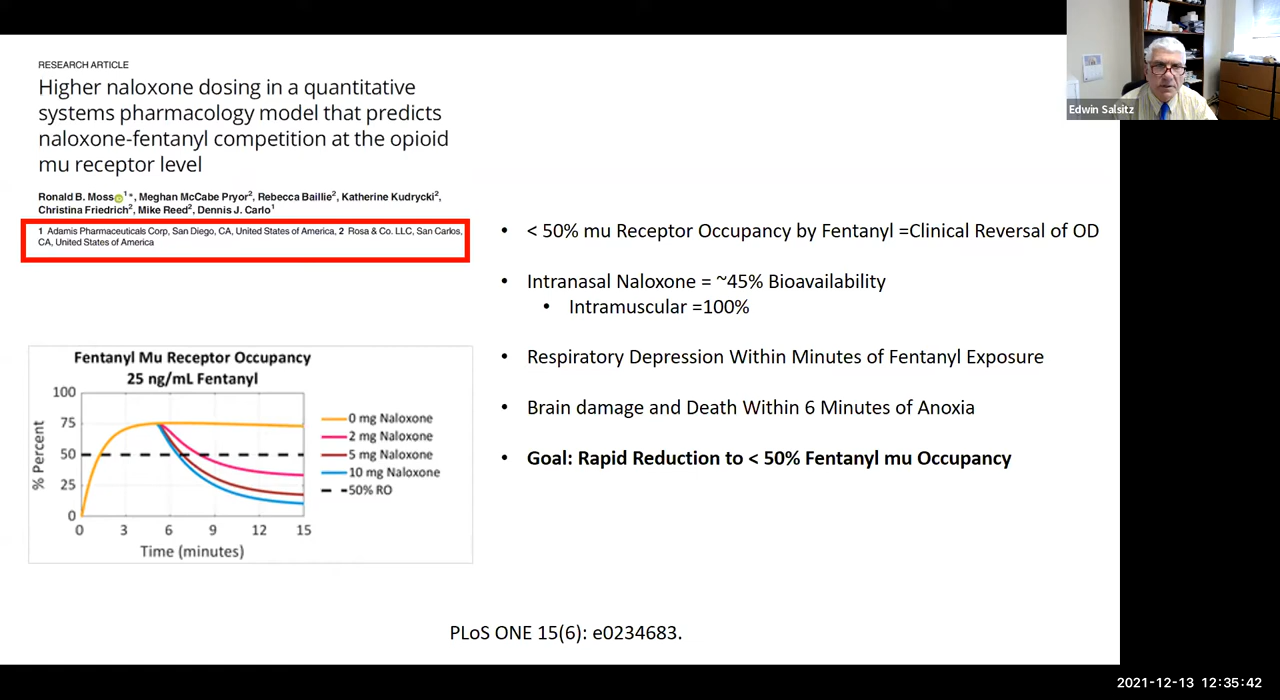 RESEARCH ARTICLE
Higher naloxone dosing in a quantitative
systems pharmacology model that predicts
naloxone-fentanyl competition at the opioid
mu receptor level
Ronald B. Moss 1*, Meghan McCabe Pryor2, Rebecca Baillie2, Katherine Kudrycki2,
Christina Friedrich2, Mike Reed2, Dennis J. Carlo1
1 Adamis Pharmaceuticals Corp, San Diego, CA, United States of America, 2 Rosa & Co. LLC, San Carlos,
CA, United States of America
Fentanyl Mu Receptor Occupancy
25 ng/mL Fentanyl
% Percent
100
75
50
25
0
0 3 6 9 12 15
Time (minutes)
0 mg Naloxone
2 mg Naloxone
5 mg Naloxone
10 mg Naloxone
50% RO
• < 50% mu Receptor Occupancy by Fentanyl =Clinical Reversal of OD
• Intranasal Naloxone = ~45% Bioavailability
• Intramuscular =100%
• Respiratory Depression Within Minutes of Fentanyl Exposure
• Brain damage and Death Within 6 Minutes of Anoxia
• Goal: Rapid Reduction to < 50% Fentanyl mu Occupancy
PLoS ONE 15(6): e0234683.
Edwin Salsitz
2021-12-13 12:35:42